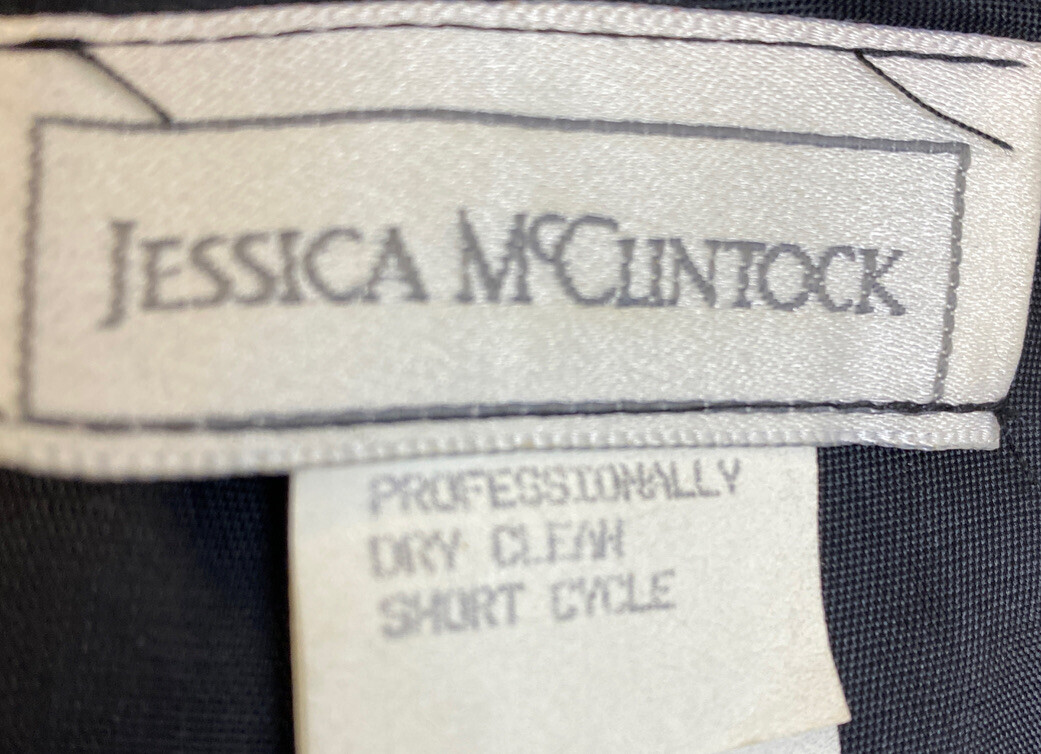 JESSICA McCLINTOCK
PROFESSIONALLY
DRY CLEAN
SHORT CYCLE